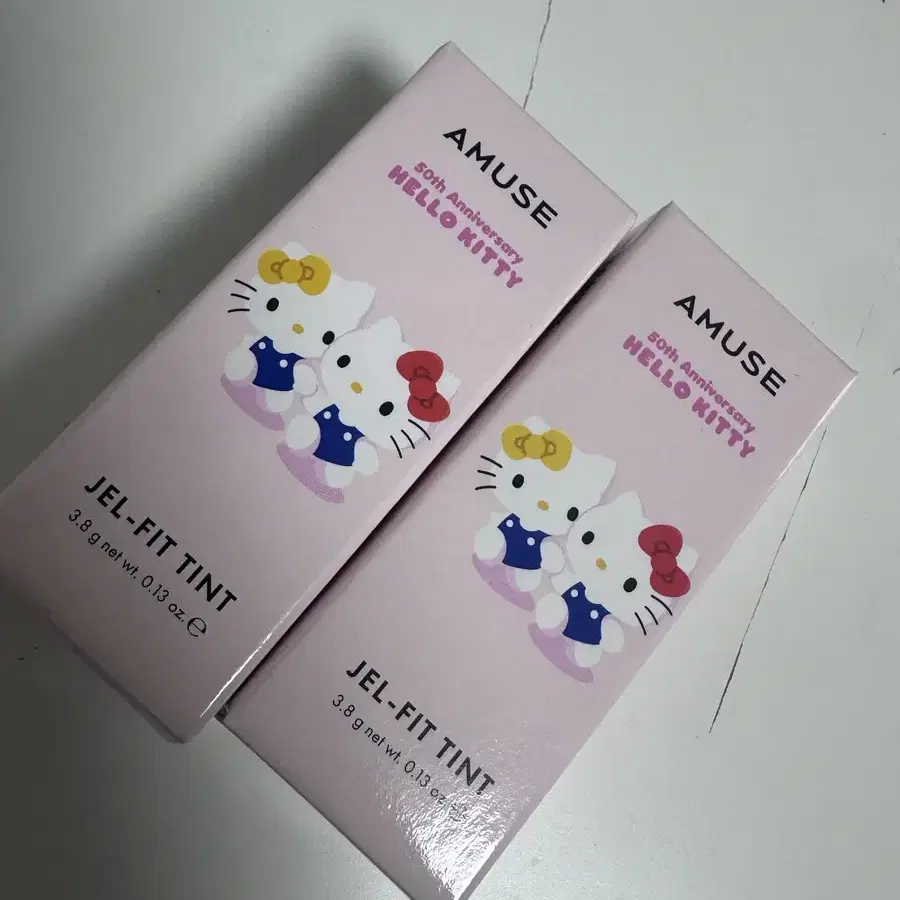 AMUSE
50th Anniversary
HELLO KITTY
JEL-FIT TINT
3.8 g net wt. 0.13 oz. ℮
AMUSE
50th Anniversary
HELLO KITTY
JEL-FIT TINT
3.8 g net wt. 0.13 oz. ℮